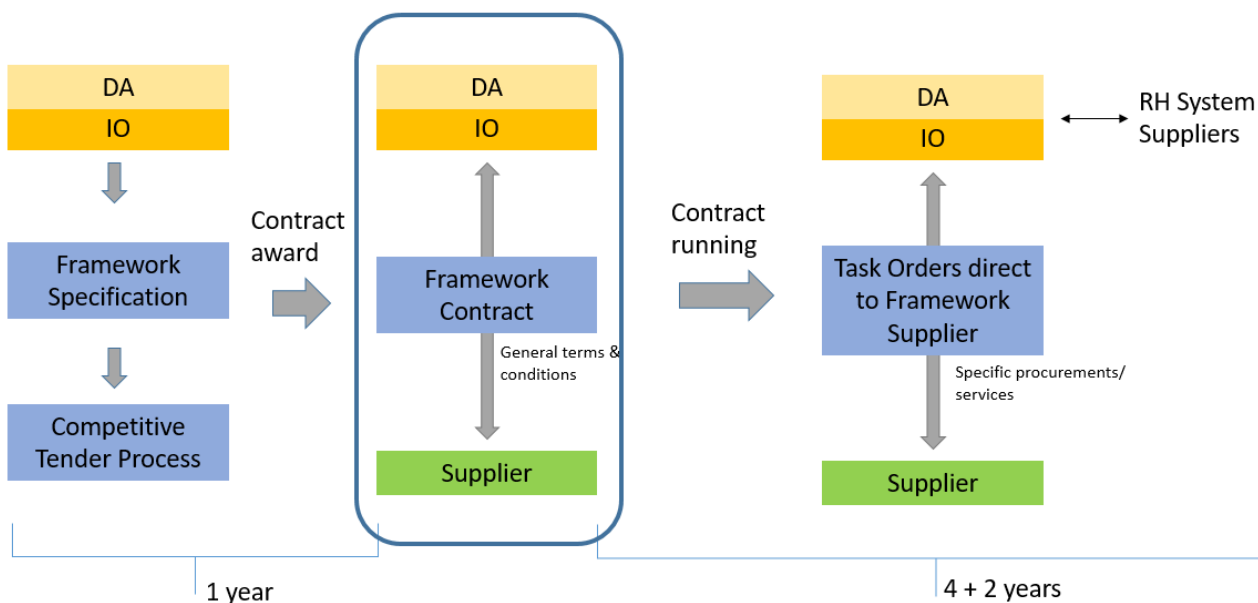 DA
IO
Framework
Specification
Competitive
Tender Process
Contract
award
DA
IO
Framework
Contract
General terms &
conditions
Supplier
Contract
running
DA
IO
RH System
Suppliers
Task Orders direct
to Framework
Supplier
Specific procurements/
services
Supplier
1 year
4 + 2 years